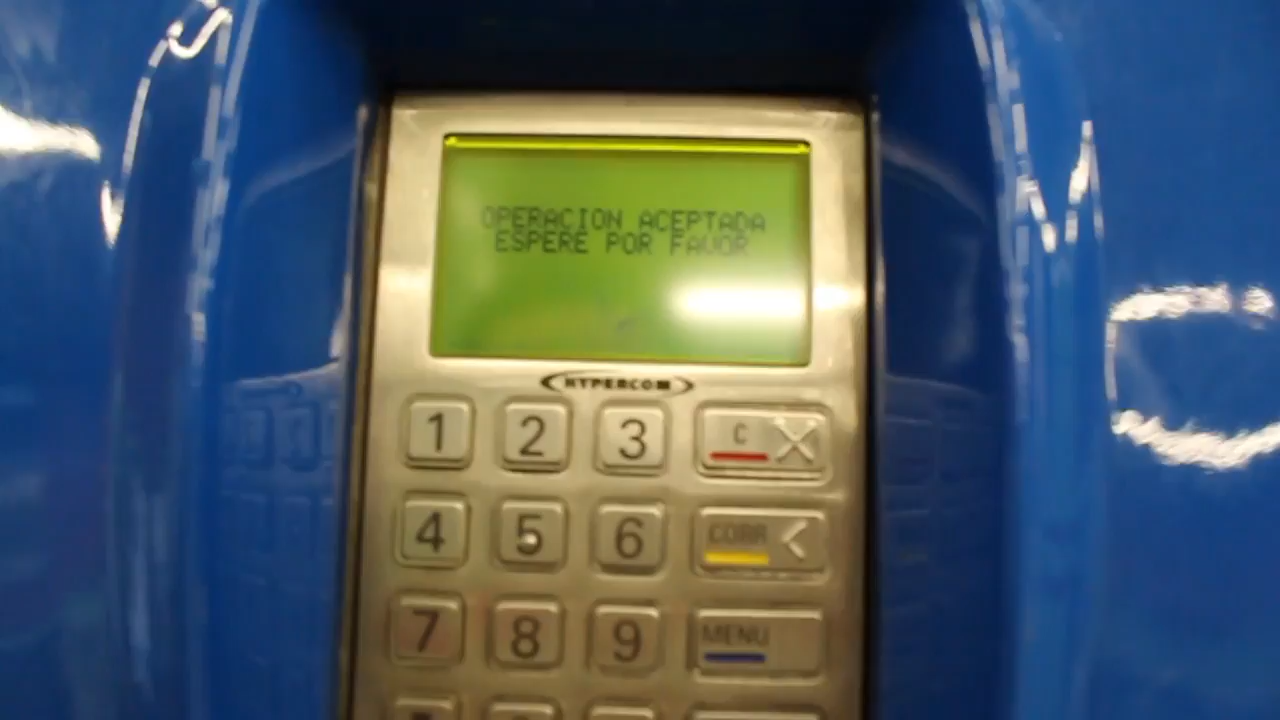 OPERACION ACEPTADA
ESPERE POR FAVOR
HYPERCOM
1 2 3 C X
4 5 6 CORR <
7 8 9 MENU